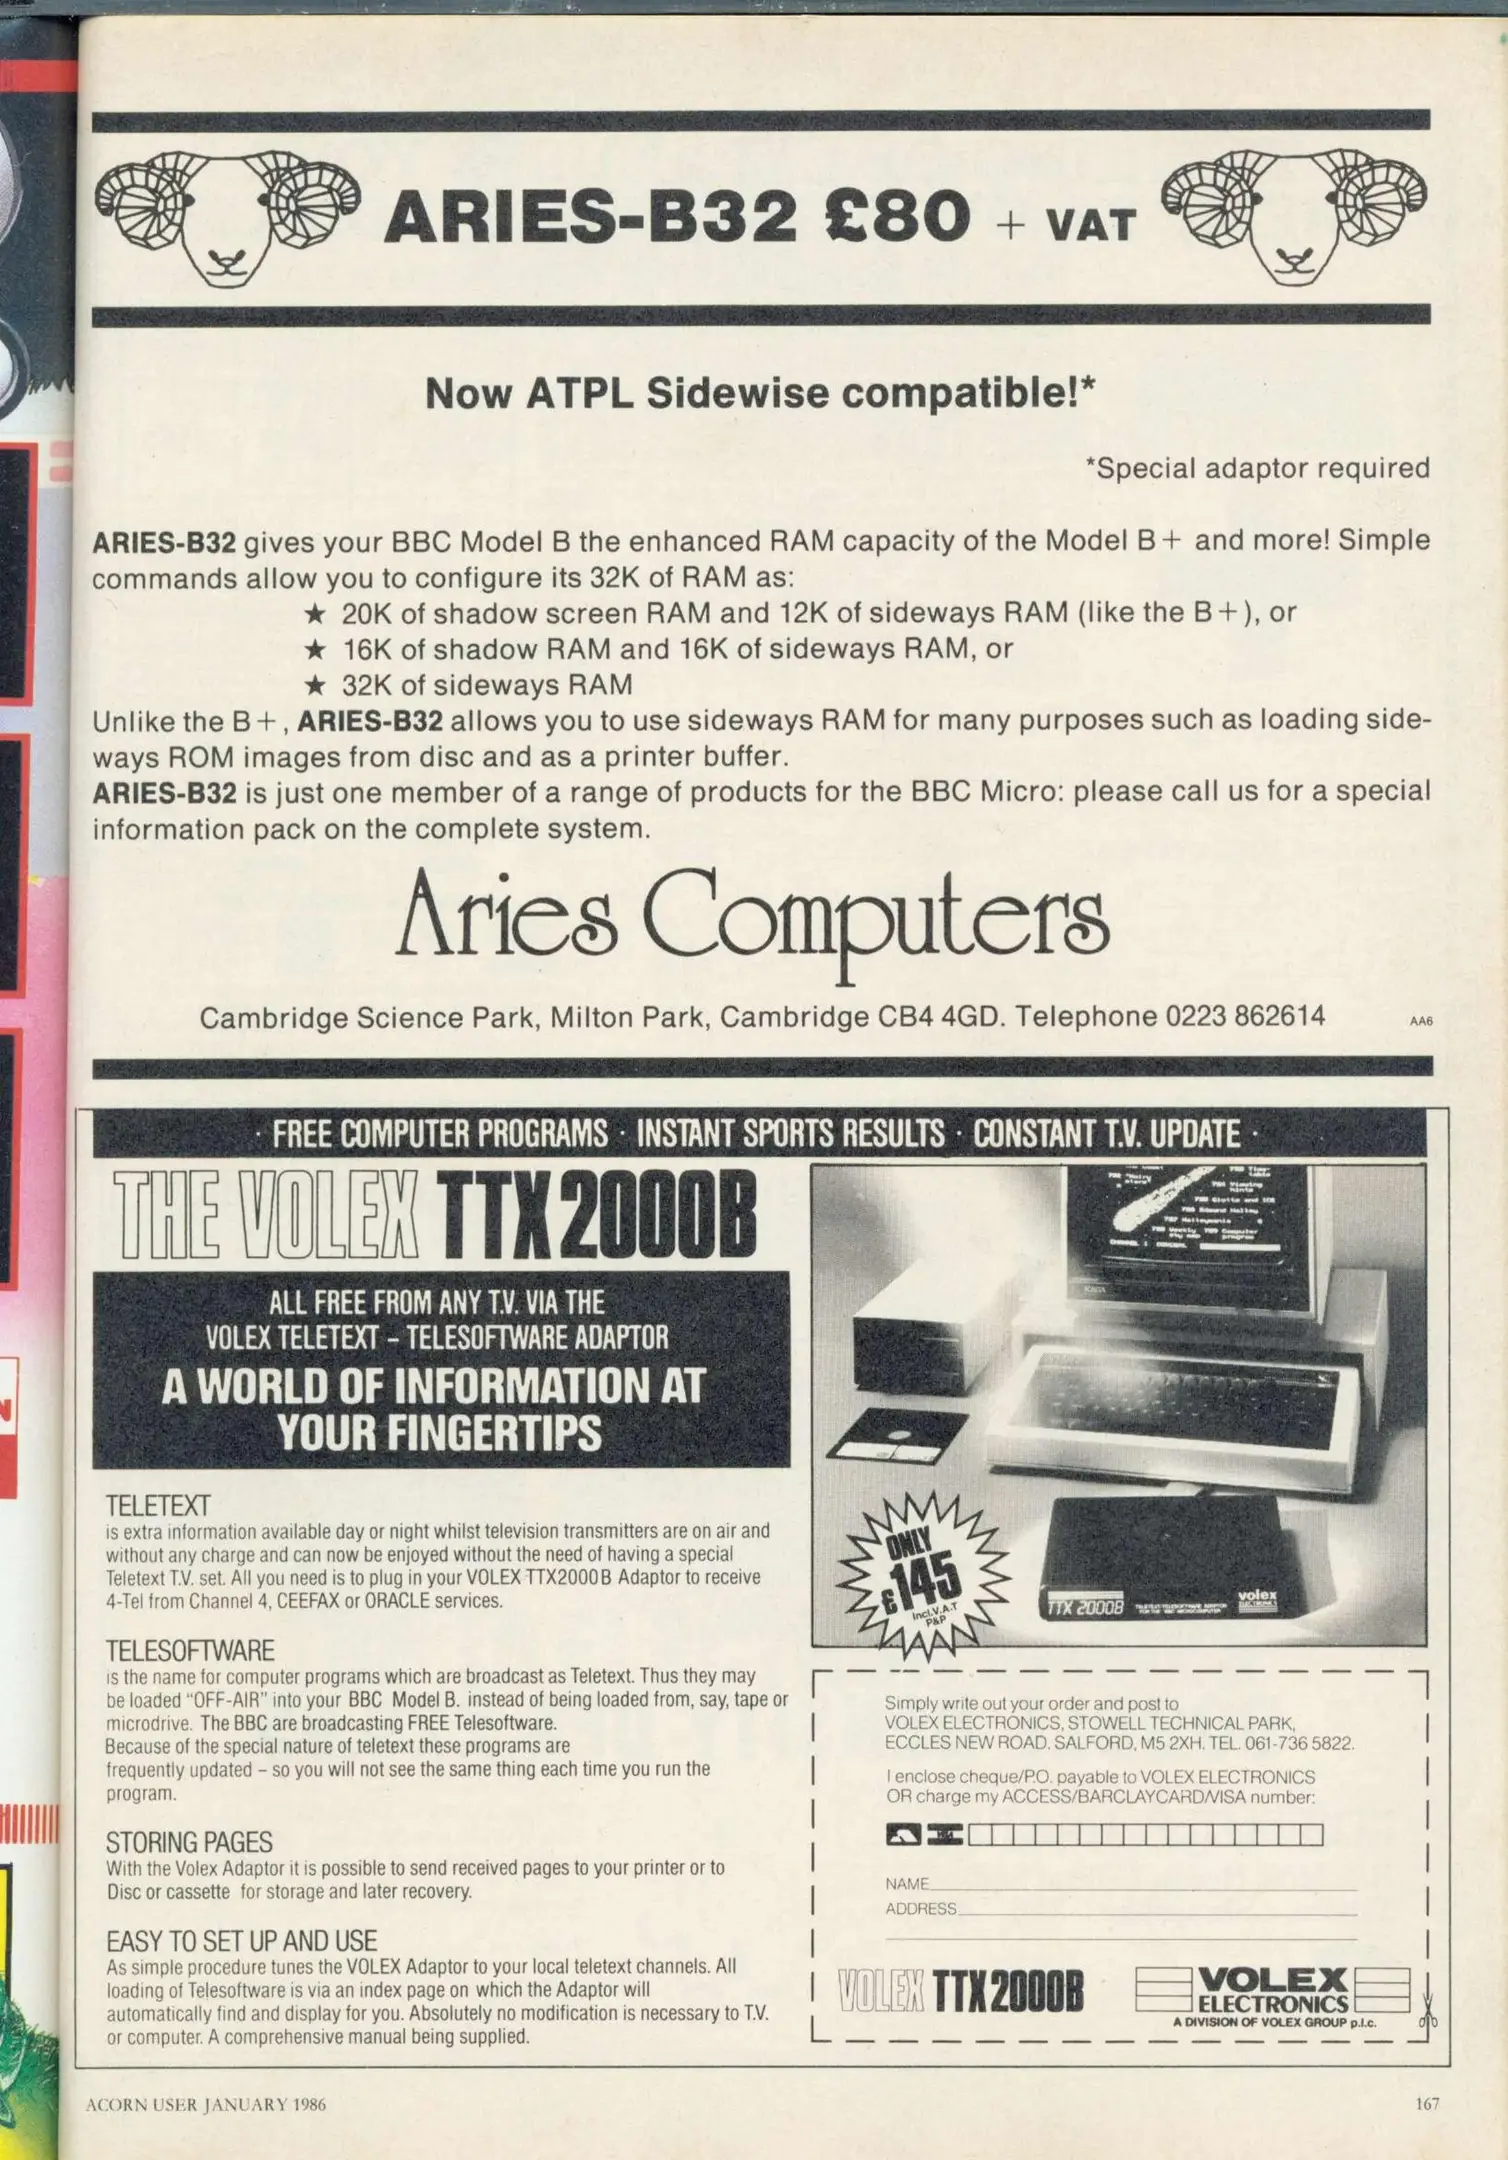 ARIES-B32 £80 + VAT
Now ATPL Sidewise compatible!*
*Special adaptor required
ARIES-B32 gives your BBC Model B the enhanced RAM capacity of the Model B+ and more! Simple
commands allow you to configure its 32K of RAM as:
★ 20K of shadow screen RAM and 12K of sideways RAM (like the B+), or
★ 16K of shadow RAM and 16K of sideways RAM, or
★ 32K of sideways RAM
Unlike the B+, ARIES-B32 allows you to use sideways RAM for many purposes such as loading side-
ways ROM images from disc and as a printer buffer.
ARIES-B32 is just one member of a range of products for the BBC Micro: please call us for a special
information pack on the complete system.
Aries Computers
Cambridge Science Park, Milton Park, Cambridge CB4 4GD. Telephone 0223 862614
AA6
· FREE COMPUTER PROGRAMS · INSTANT SPORTS RESULTS · CONSTANT T.V. UPDATE ·
THE VOLEX TTX2000B
ALL FREE FROM ANY T.V. VIA THE
VOLEX TELETEXT – TELESOFTWARE ADAPTOR
A WORLD OF INFORMATION AT
YOUR FINGERTIPS
TELETEXT
is extra information available day or night whilst television transmitters are on air and
without any charge and can now be enjoyed without the need of having a special
Teletext T.V. set. All you need is to plug in your VOLEX TTX2000B Adaptor to receive
4-Tel from Channel 4, CEEFAX or ORACLE services.
TELESOFTWARE
is the name for computer programs which are broadcast as Teletext. Thus they may
be loaded "OFF-AIR" into your BBC Model B. instead of being loaded from, say, tape or
microdrive. The BBC are broadcasting FREE Telesoftware.
Because of the special nature of teletext these programs are
frequently updated – so you will not see the same thing each time you run the
program.
STORING PAGES
With the Volex Adaptor it is possible to send received pages to your printer or to
Disc or cassette for storage and later recovery.
EASY TO SET UP AND USE
As simple procedure tunes the VOLEX Adaptor to your local teletext channels. All
loading of Telesoftware is via an index page on which the Adaptor will
automatically find and display for you. Absolutely no modification is necessary to T.V.
or computer. A comprehensive manual being supplied.
ONLY
£145
Incl. V.A.T
P&P
TTX 2000B
volex
ELECTRONICS
Simply write out your order and post to
VOLEX ELECTRONICS, STOWELL TECHNICAL PARK,
ECCLES NEW ROAD. SALFORD, M5 2XH. TEL. 061-736 5822.
I enclose cheque/P.O. payable to VOLEX ELECTRONICS
OR charge my ACCESS/BARCLAYCARD/VISA number:
NAME
ADDRESS
VOLEX TTX2000B
VOLEX
ELECTRONICS
A DIVISION OF VOLEX GROUP p.l.c.
ACORN USER JANUARY 1986
167